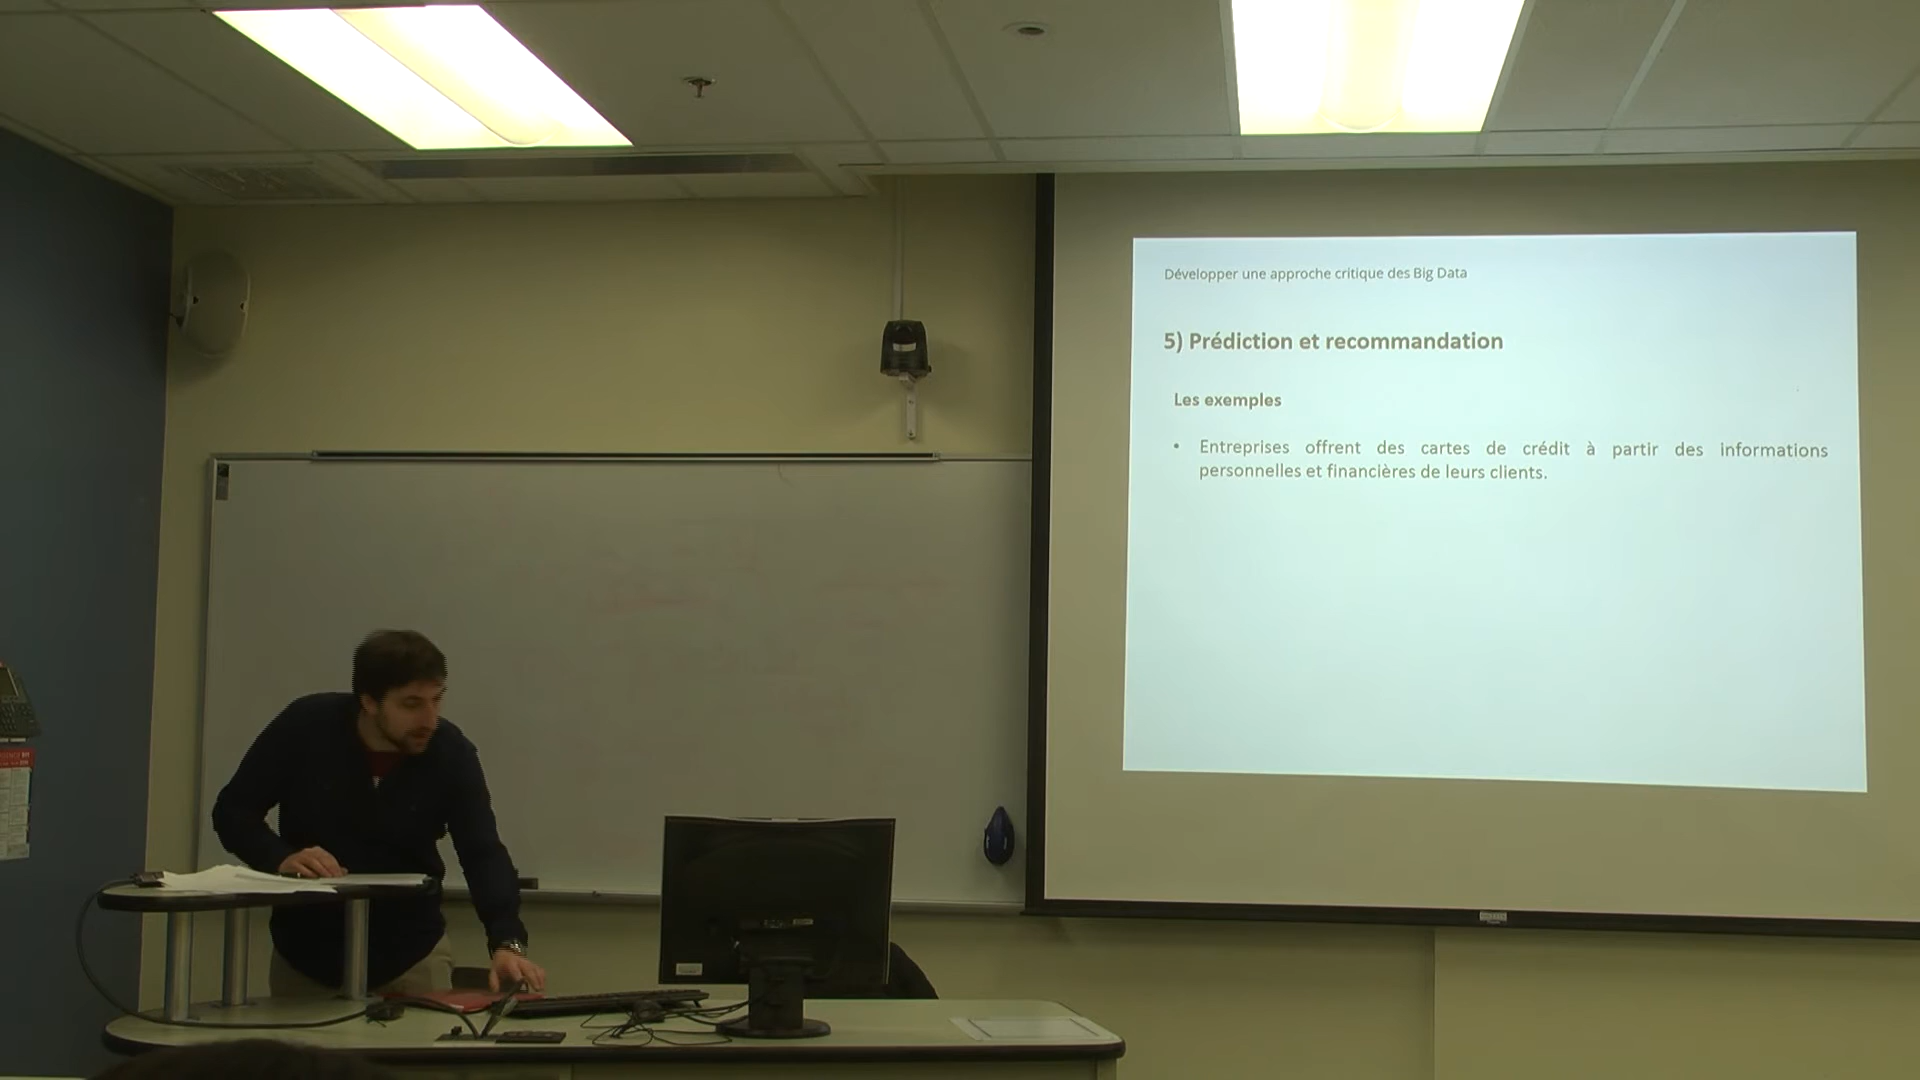 Développer une approche critique des Big Data
5) Prédiction et recommandation
Les exemples
• Entreprises offrent des cartes de crédit à partir des informations
personnelles et financières de leurs clients.